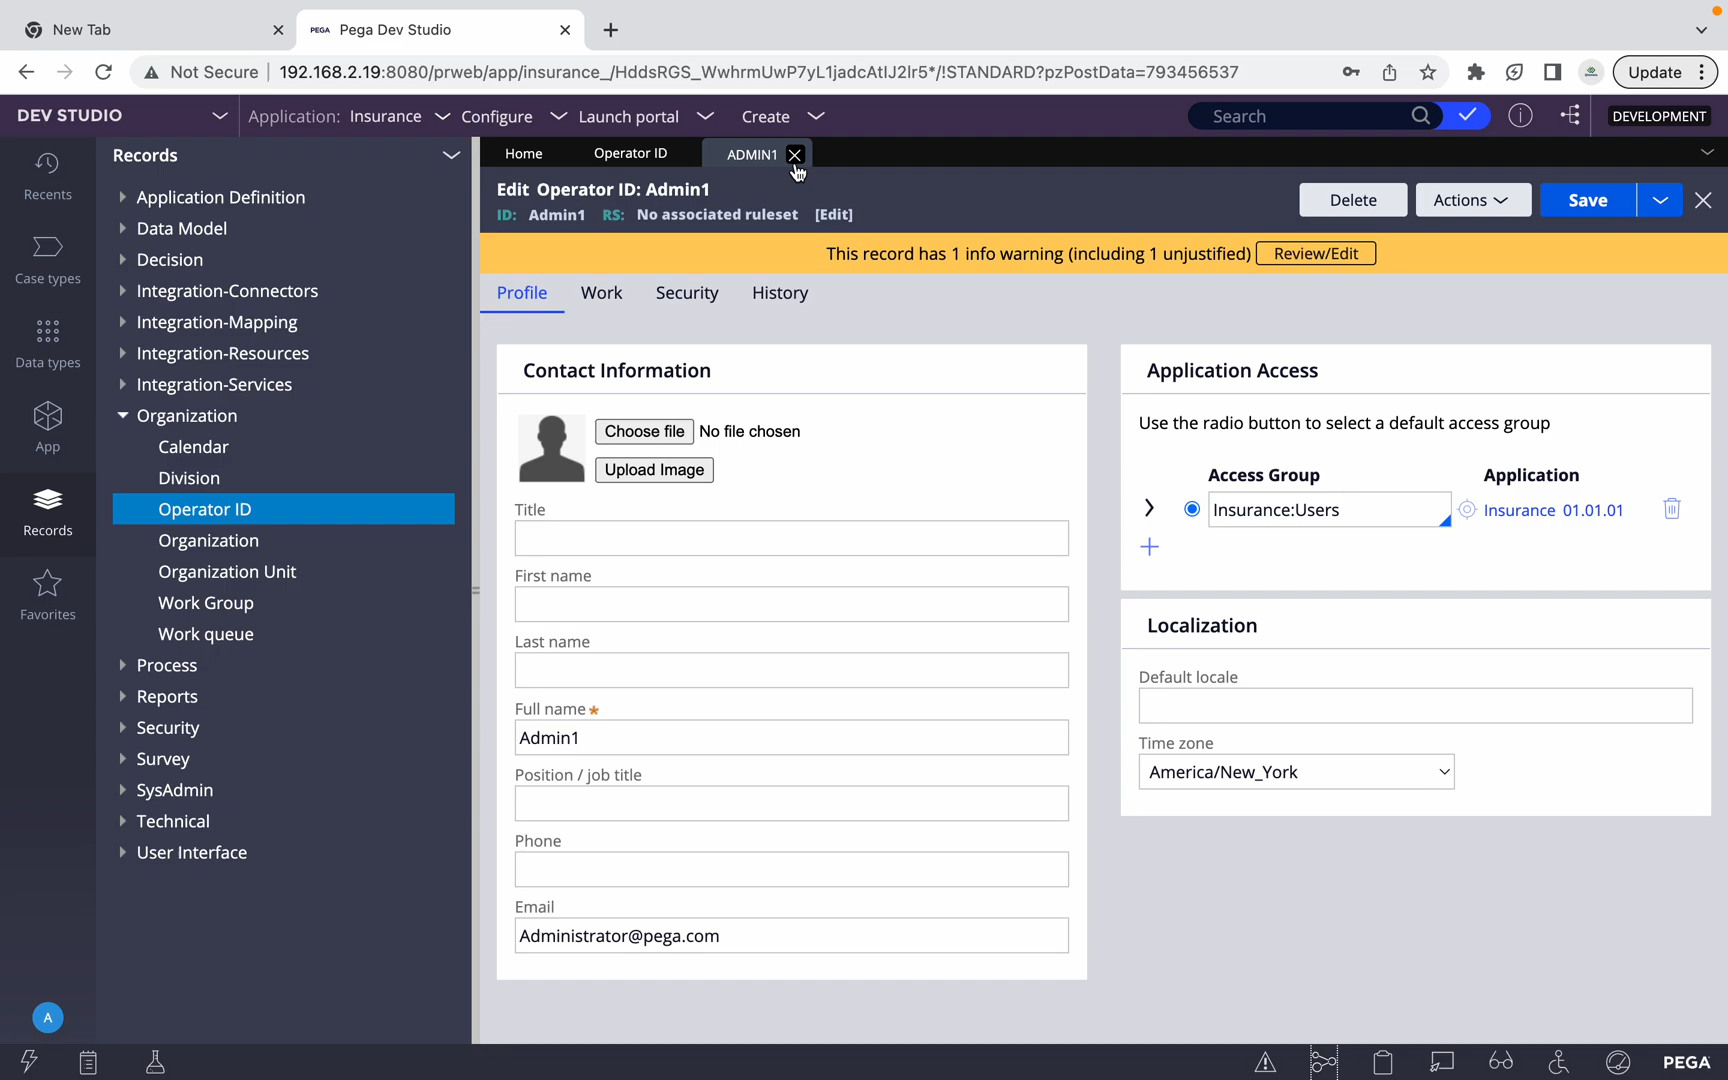 New Tab
PEGA Pega Dev Studio
Not Secure 192.168.2.19:8080/prweb/app/insurance_/HddsRGS_WwhrmUwP7yL1jadcAtIJ2Ir5*/!STANDARD?pzPostData=793456537
Update
DEV STUDIO
Application: Insurance Configure Launch portal Create
Search
DEVELOPMENT
Recents
Case types
Data types
App
Records
Favorites
A
Records
Application Definition
Data Model
Decision
Integration-Connectors
Integration-Mapping
Integration-Resources
Integration-Services
Organization
Calendar
Division
Operator ID
Organization
Organization Unit
Work Group
Work queue
Process
Reports
Security
Survey
SysAdmin
Technical
User Interface
Home Operator ID ADMIN1
Edit Operator ID: Admin1
ID: Admin1 RS: No associated ruleset [Edit]
Delete Actions Save
This record has 1 info warning (including 1 unjustified) Review/Edit
Profile Work Security History
Contact Information
Choose file No file chosen
Upload Image
Title
First name
Last name
Full name *
Admin1
Position / job title
Phone
Email
Administrator@pega.com
Application Access
Use the radio button to select a default access group
Access Group Application
Insurance:Users Insurance 01.01.01
Localization
Default locale
Time zone
America/New_York
PEGA